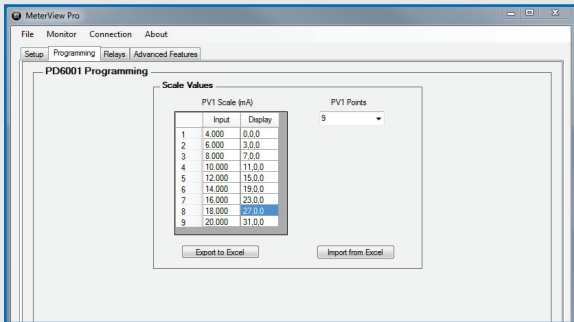 MeterView Pro
File Monitor Connection About
Setup Programming Relays Advanced Features
PD6001 Programming
Scale Values
PV1 Scale (mA) PV1 Points
Input Display 9
1 4.000 0,0,0
2 6.000 3,0,0
3 8.000 7,0,0
4 10.000 11,0,0
5 12.000 15,0,0
6 14.000 19,0,0
7 16.000 23,0,0
8 18.000 27,0,0
9 20.000 31,0,0
Export to Excel Import from Excel